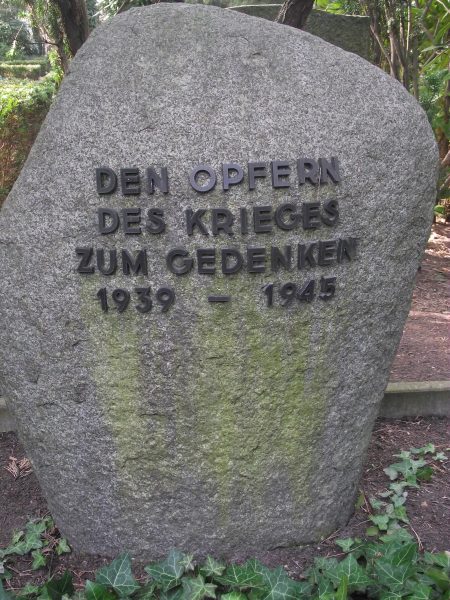 DEN OPFERN
DES KRIEGES
ZUM GEDENKEN
1939 – 1945